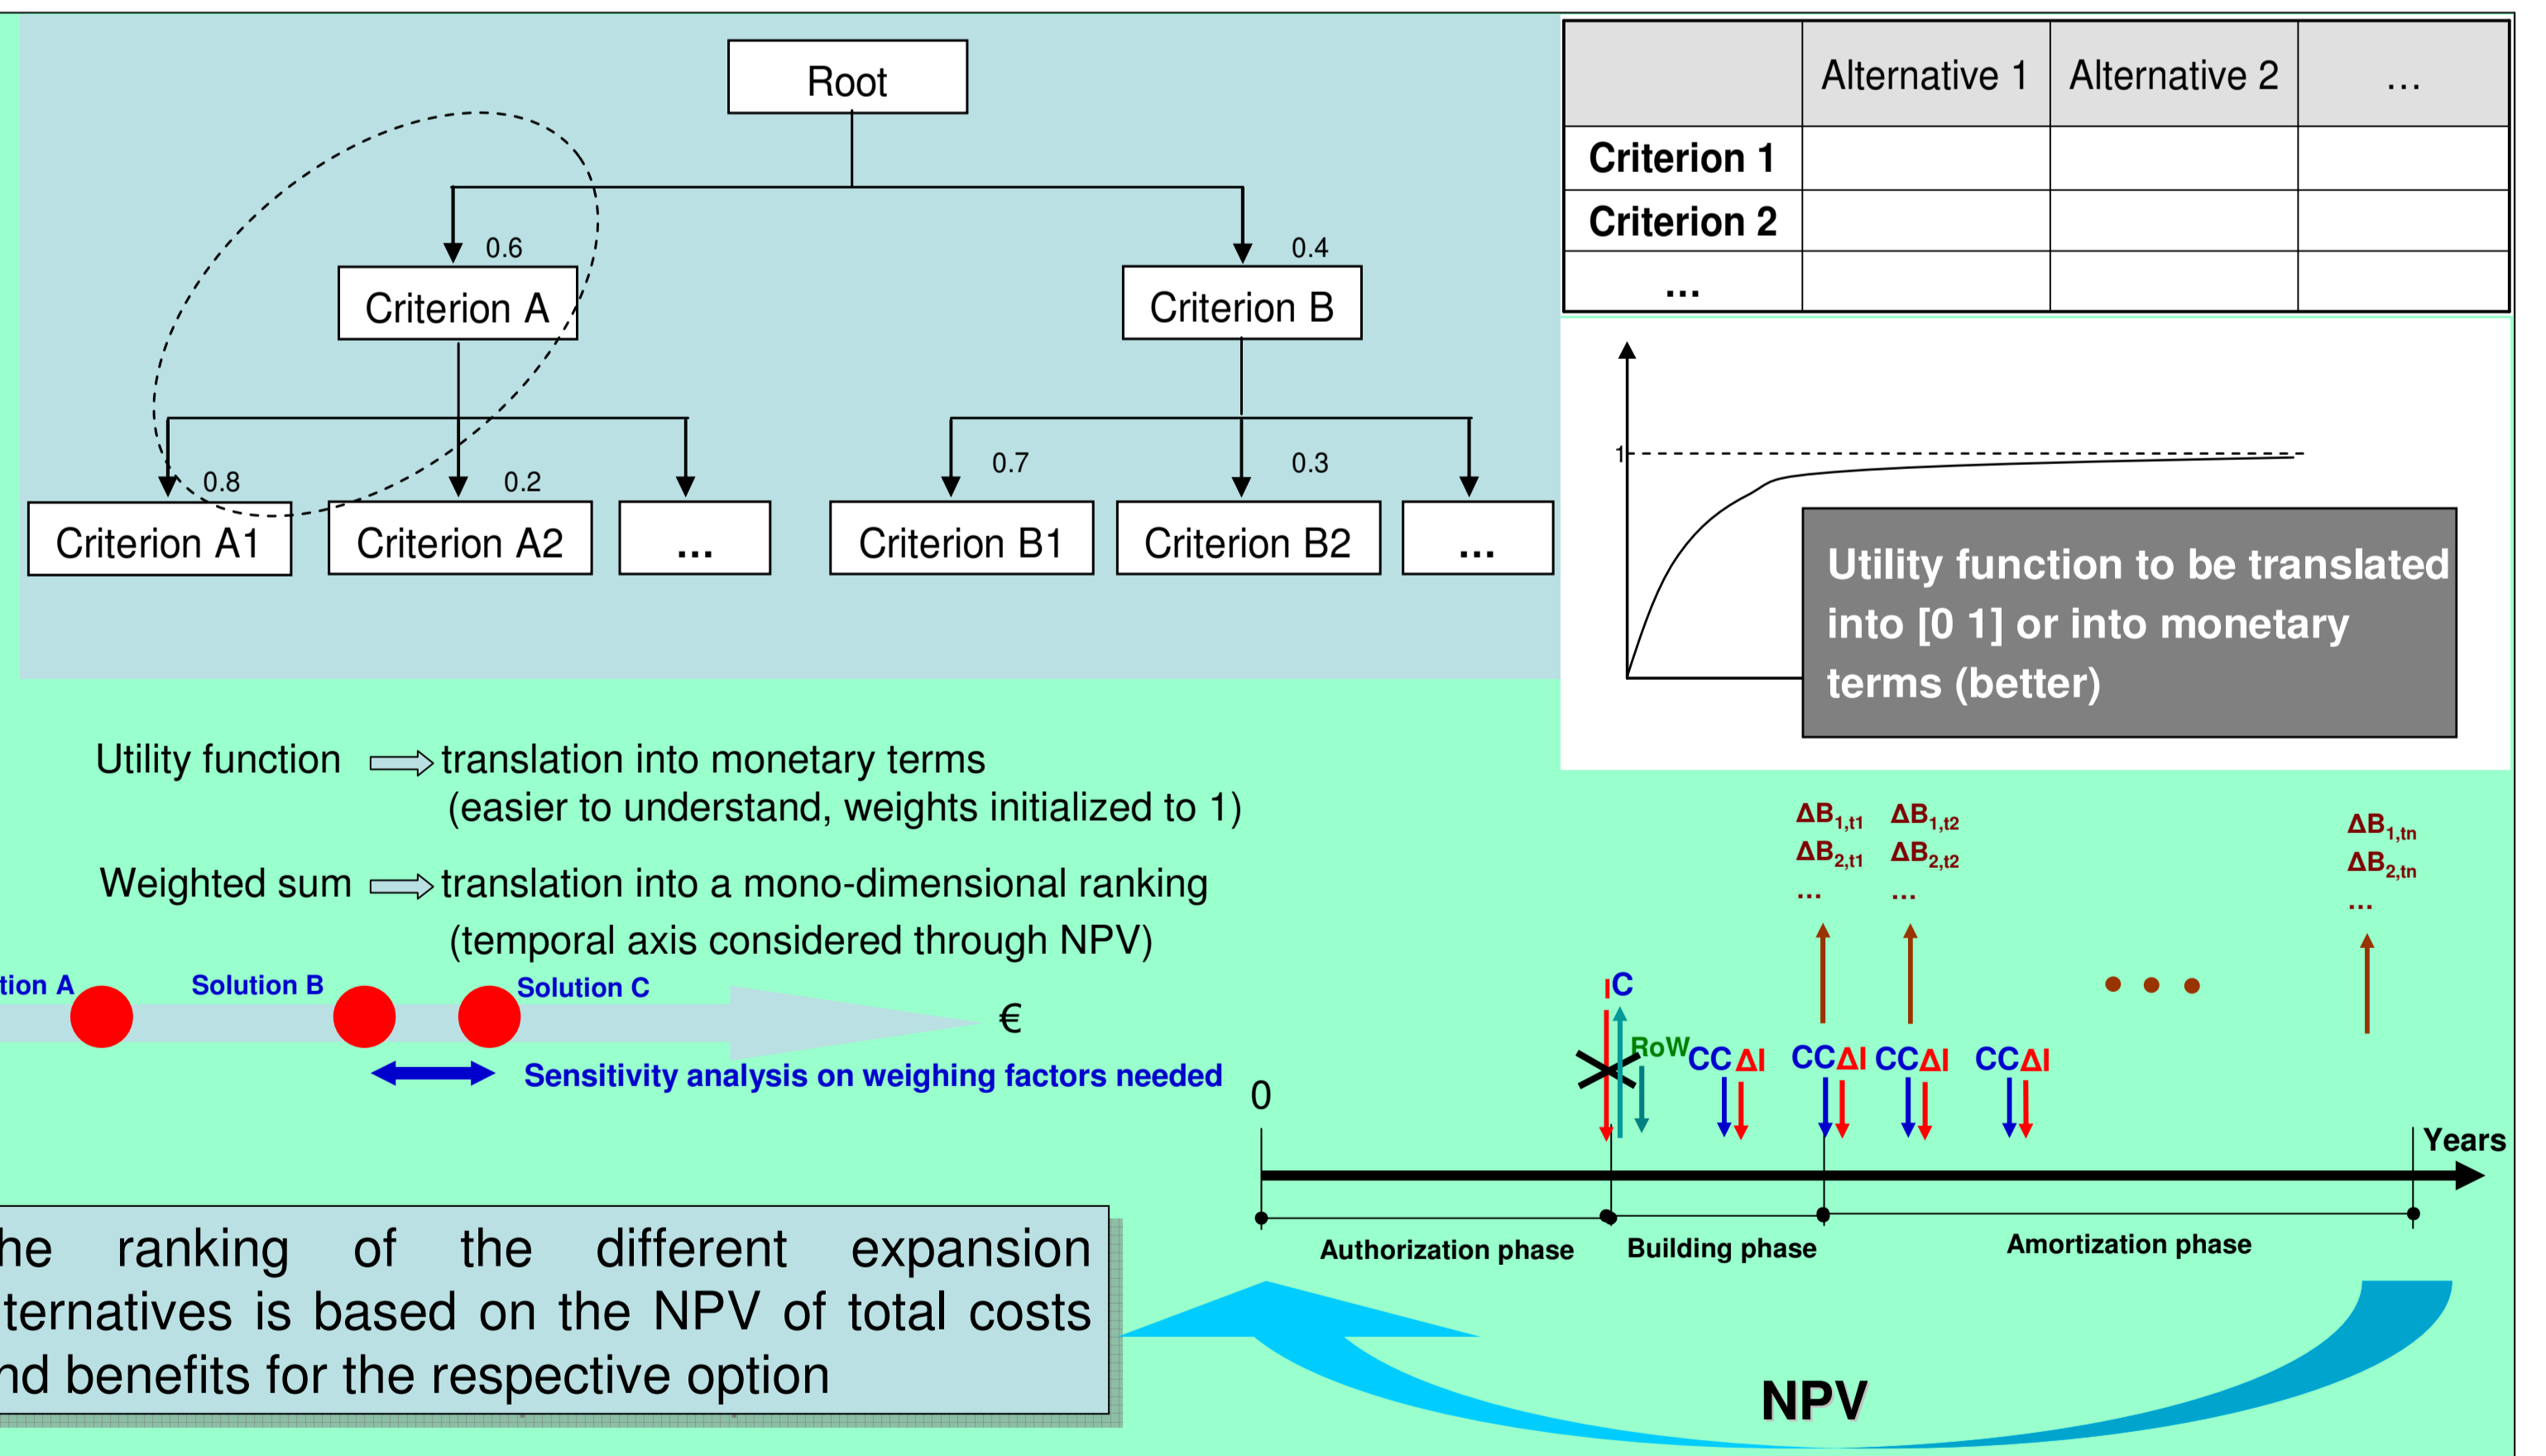 Root
0.6
0.4
Criterion A
Criterion B
0.8
0.2
0.7
0.3
Criterion A1
Criterion A2
...
Criterion B1
Criterion B2
...
Alternative 1 Alternative 2 ...
Criterion 1
Criterion 2
...
1
Utility function to be translated
into [0 1] or into monetary
terms (better)
Utility function translation into monetary terms
(easier to understand, weights initialized to 1)
Weighted sum translation into a mono-dimensional ranking
(temporal axis considered through NPV)
tion A
Solution B
Solution C
€
Sensitivity analysis on weighing factors needed
ΔB1,t1 ΔB1,t2 ΔB1,tn
ΔB2,t1 ΔB2,t2 ΔB2,tn
... ... ...
I C
RoW
CC ΔI CC ΔI CC ΔI CC ΔI
0
Years
Authorization phase
Building phase
Amortization phase
NPV
he ranking of the different expansion
ternatives is based on the NPV of total costs
nd benefits for the respective option